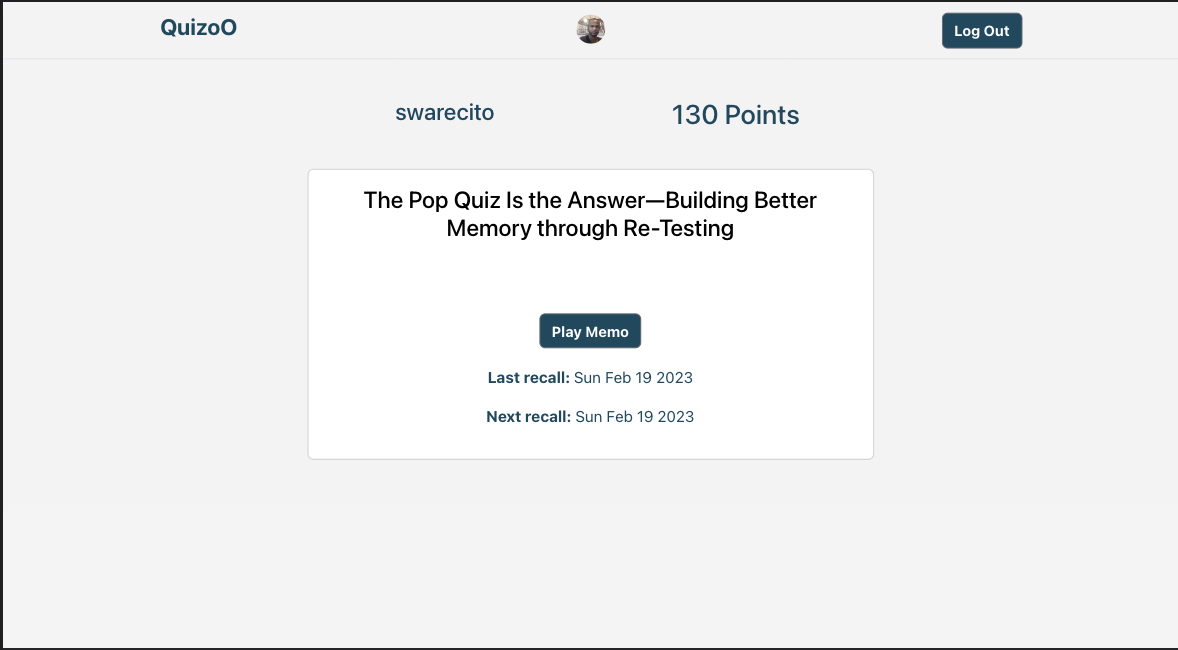 QuizoO
Log Out
swarecito
130 Points
The Pop Quiz Is the Answer—Building Better
Memory through Re-Testing
Play Memo
Last recall: Sun Feb 19 2023
Next recall: Sun Feb 19 2023